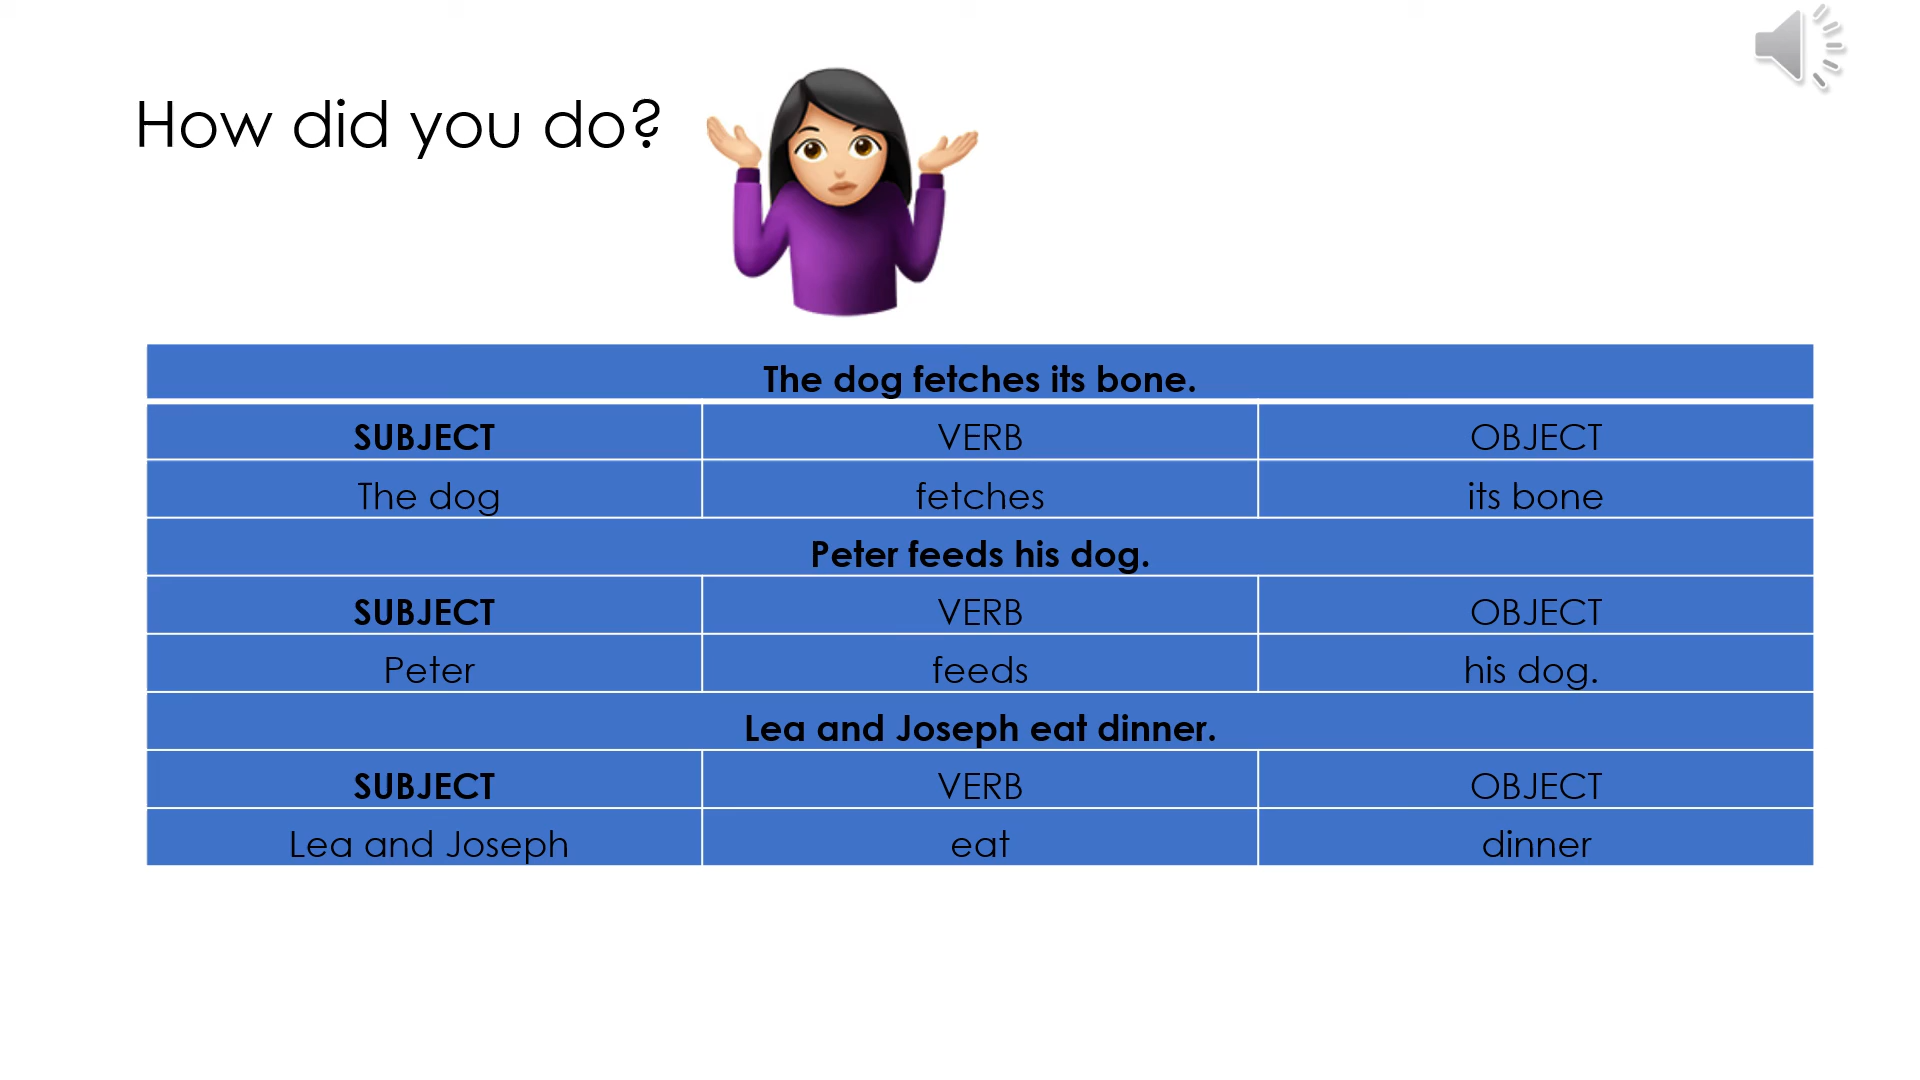 How did you do?
The dog fetches its bone.
SUBJECT VERB OBJECT
The dog fetches its bone
Peter feeds his dog.
SUBJECT VERB OBJECT
Peter feeds his dog.
Lea and Joseph eat dinner.
SUBJECT VERB OBJECT
Lea and Joseph eat dinner